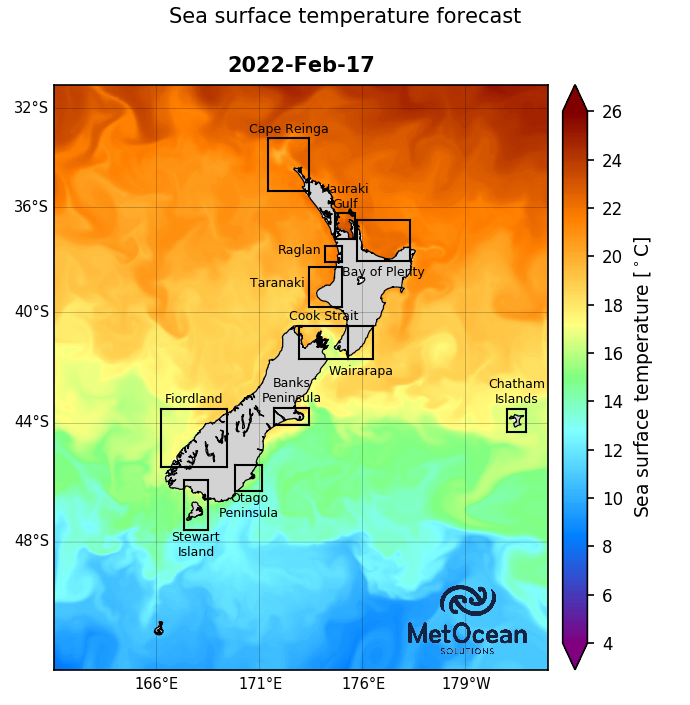 Sea surface temperature forecast
2022-Feb-17
32°S
36°S
40°S
44°S
48°S
166°E
171°E
176°E
179°W
Cape Reinga
Hauraki
Gulf
Raglan
Bay of Plenty
Taranaki
Cook Strait
Wairarapa
Banks
Peninsula
Fiordland
Chatham
Islands
Otago
Peninsula
Stewart
Island
MetOcean
SOLUTIONS
26
24
22
20
18
16
14
12
10
8
6
4
Sea surface temperature [°C]